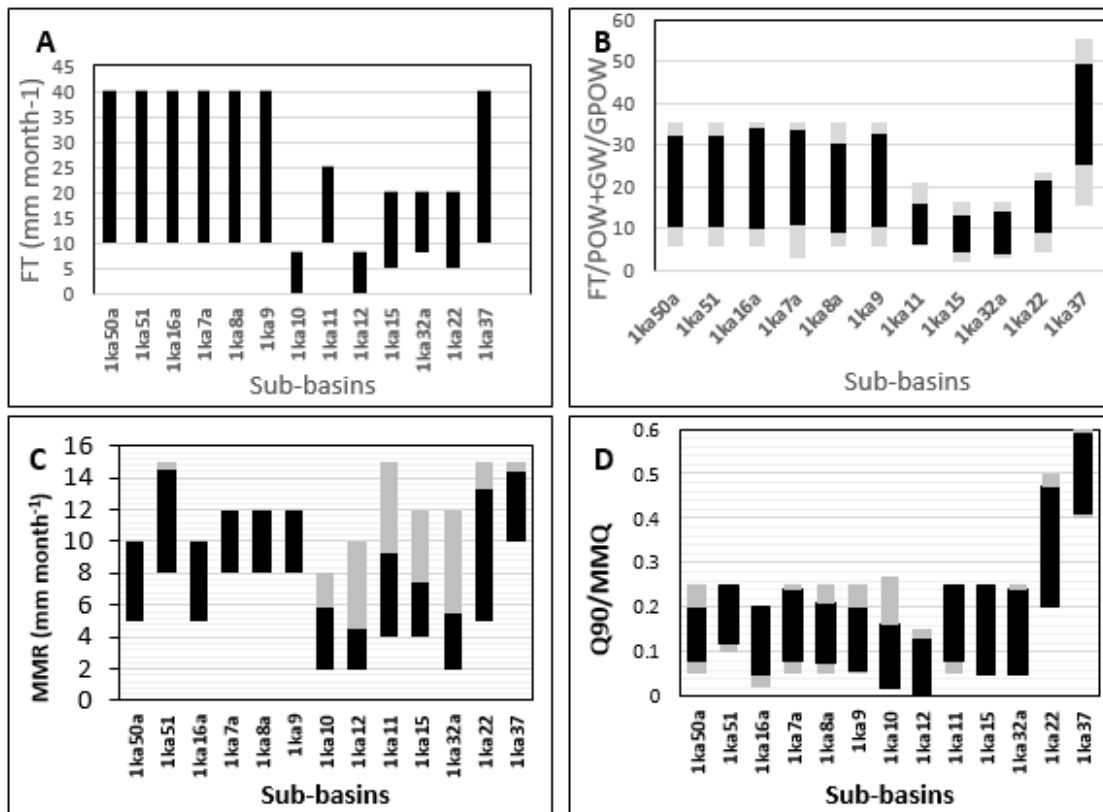 A
FT (mm month-1)
45
40
35
30
25
20
15
10
5
0
1ka50a
1ka51
1ka16a
1ka7a
1ka8a
1ka9
1ka10
1ka11
1ka12
1ka15
1ka32a
1ka22
1ka37
Sub-basins
B
FT/POW+GW/GPOW
60
50
40
30
20
10
0
1ka50a
1ka51
1ka16a
1ka7a
1ka8a
1ka9
1ka11
1ka15
1ka32a
1ka22
1ka37
Sub-basins
C
MMR (mm month-1)
16
14
12
10
8
6
4
2
0
1ka50a
1ka51
1ka16a
1ka7a
1ka8a
1ka9
1ka10
1ka12
1ka11
1ka15
1ka32a
1ka22
1ka37
Sub-basins
D
Q90/MMQ
0.6
0.5
0.4
0.3
0.2
0.1
0
1ka50a
1ka51
1ka16a
1ka7a
1ka8a
1ka9
1ka10
1ka12
1ka11
1ka15
1ka32a
1ka22
1ka37
Sub-basins